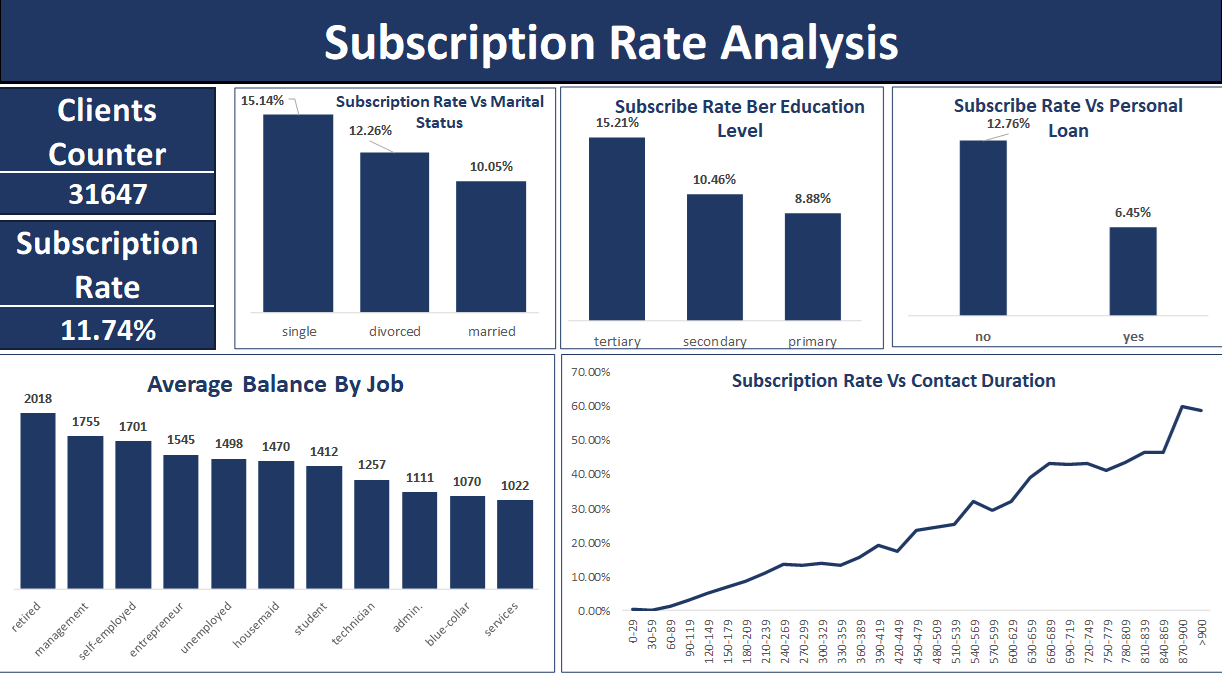 Subscription Rate Analysis
Clients
Counter
31647
Subscription
Rate
11.74%
Subscription Rate Vs Marital
Status
15.14%
12.26%
10.05%
single
divorced
married
Subscribe Rate Ber Education
Level
15.21%
10.46%
8.88%
tertiary
secondary
primary
Subscribe Rate Vs Personal
Loan
12.76%
6.45%
no
yes
Average Balance By Job
2018
1755
1701
1545
1498
1470
1412
1257
1111
1070
1022
retired
management
self-employed
entrepreneur
unemployed
housemaid
student
technician
admin.
blue-collar
services
Subscription Rate Vs Contact Duration
70.00%
60.00%
50.00%
40.00%
30.00%
20.00%
10.00%
0.00%
0-29
30-59
60-89
90-119
120-149
150-179
180-209
210-239
240-269
270-299
300-329
330-359
360-389
390-419
420-449
450-479
480-509
510-539
540-569
570-599
600-629
630-659
660-689
690-719
720-749
750-779
780-809
810-839
840-869
870-900
>900